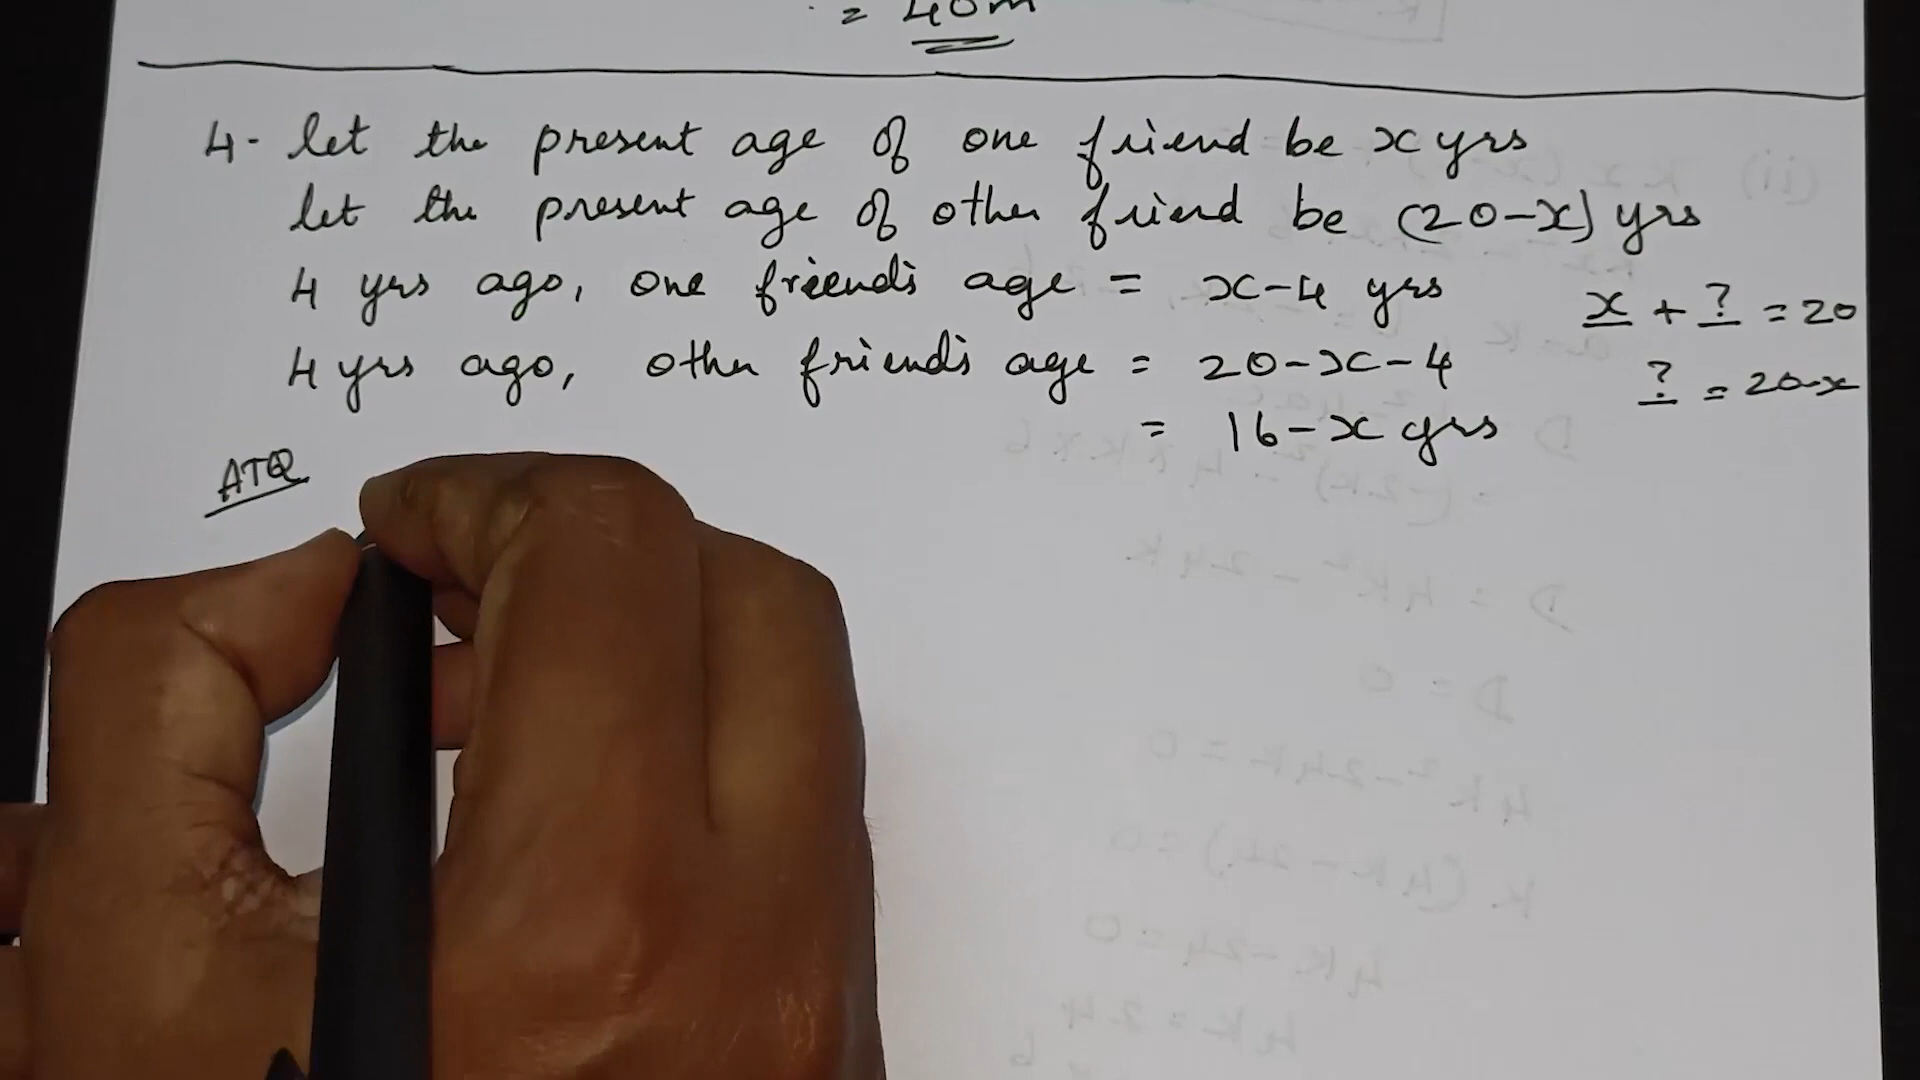 = 40m
4- let the present age of one friend be x yrs
let the present age of other friend be (20-x) yrs
4 yrs ago, one friend's age = x-4 yrs
x + ? = 20
4 yrs ago, other friend's age = 20-x-4
? = 20-x
= 16-x yrs
ATQ